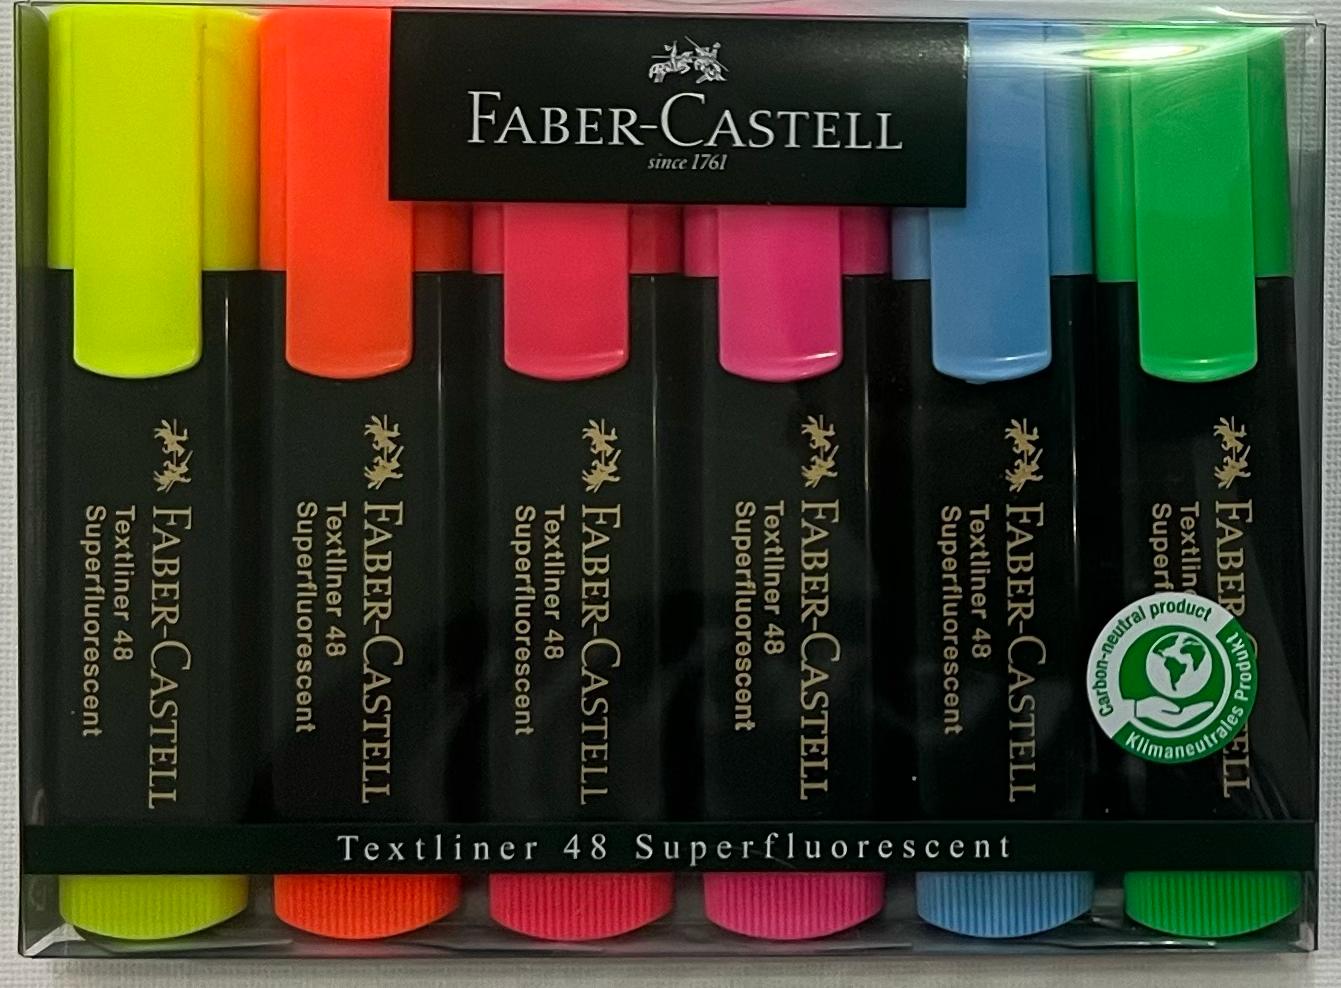 FABER-CASTELL
since 1761
FABER-CASTELL
Textliner 48
Superfluorescent
FABER-CASTELL
Textliner 48
Superfluorescent
FABER-CASTELL
Textliner 48
Superfluorescent
FABER-CASTELL
Textliner 48
Superfluorescent
FABER-CASTELL
Textliner 48
Superfluorescent
Carbon-neutral product
Klimaneutrales Produkt
Textliner 48 Superfluorescent